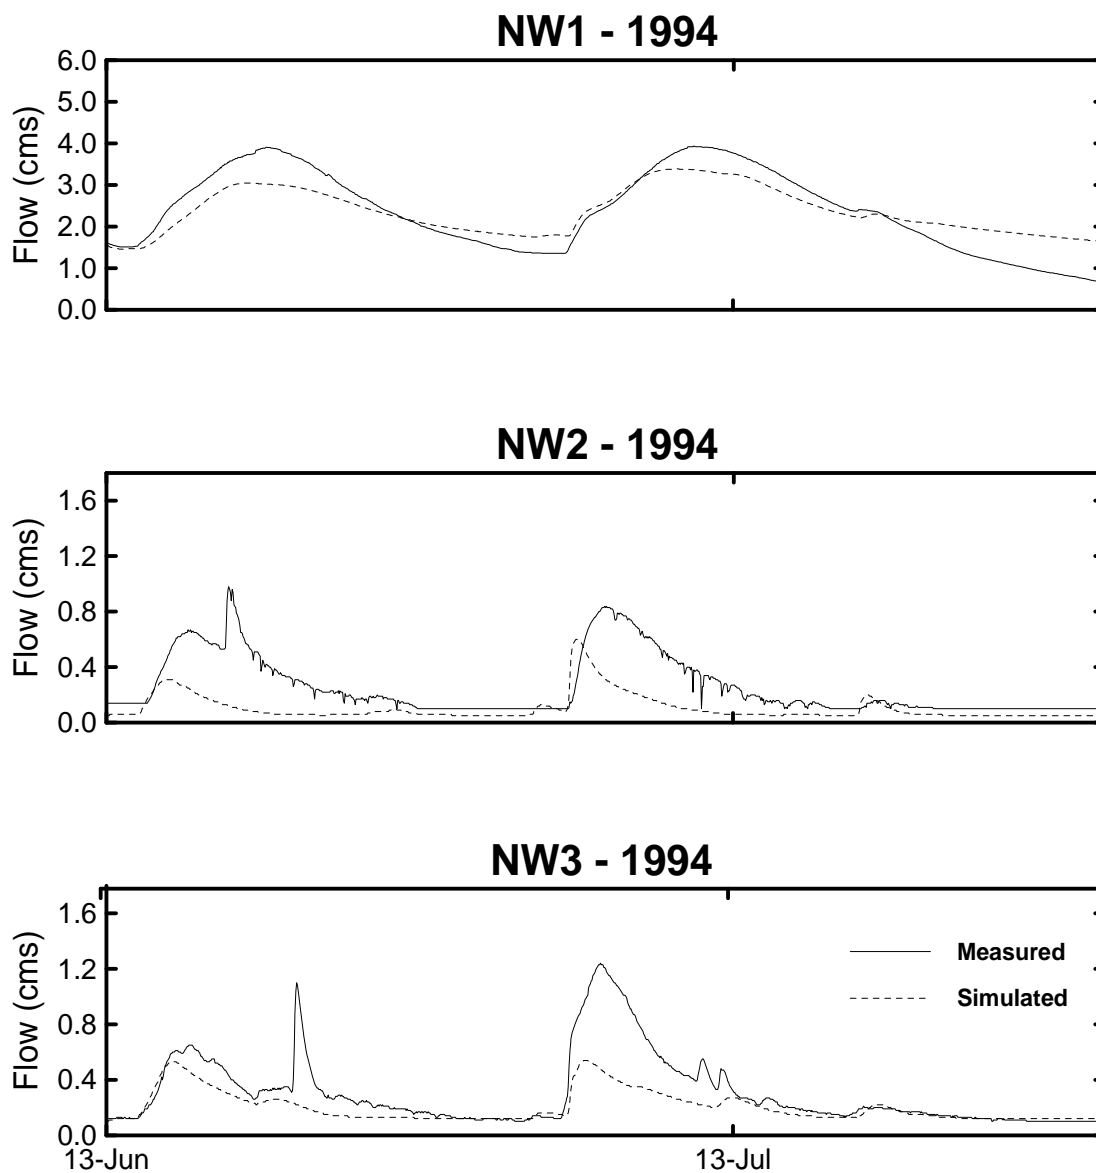 NW1 - 1994
6.0
5.0
4.0
3.0
2.0
1.0
0.0
Flow (cms)
NW2 - 1994
1.6
1.2
0.8
0.4
0.0
Flow (cms)
NW3 - 1994
1.6
1.2
0.8
0.4
0.0
Flow (cms)
Measured
Simulated
13-Jun 13-Jul